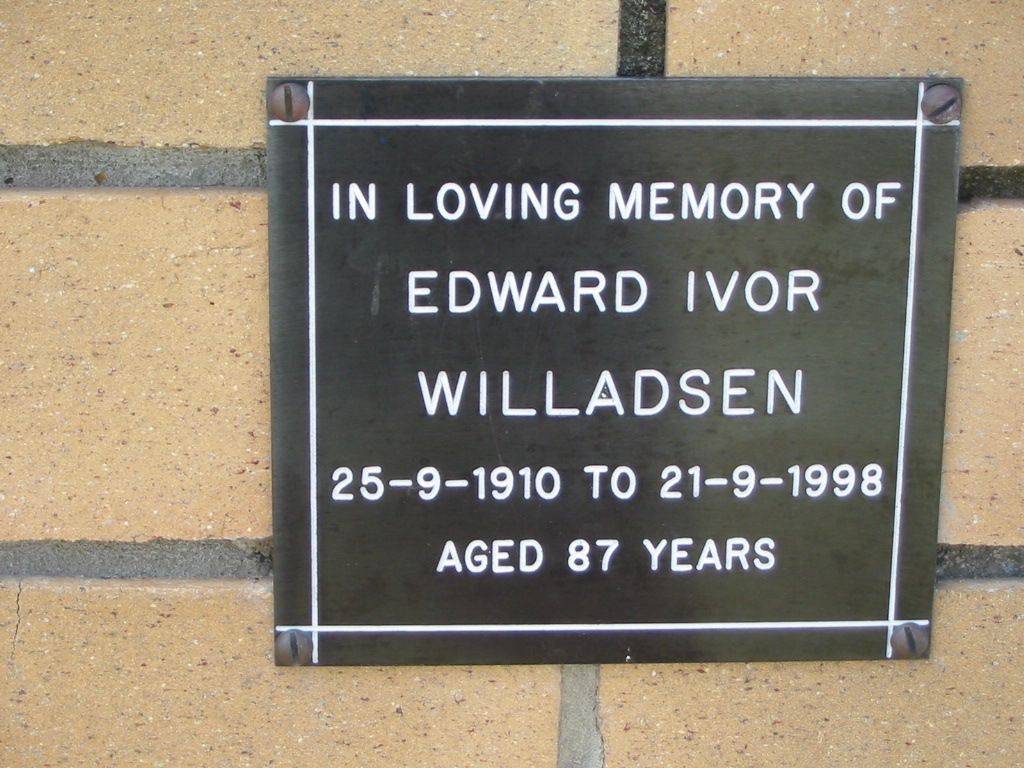 IN LOVING MEMORY OF
EDWARD IVOR
WILLADSEN
25-9-1910 TO 21-9-1998
AGED 87 YEARS